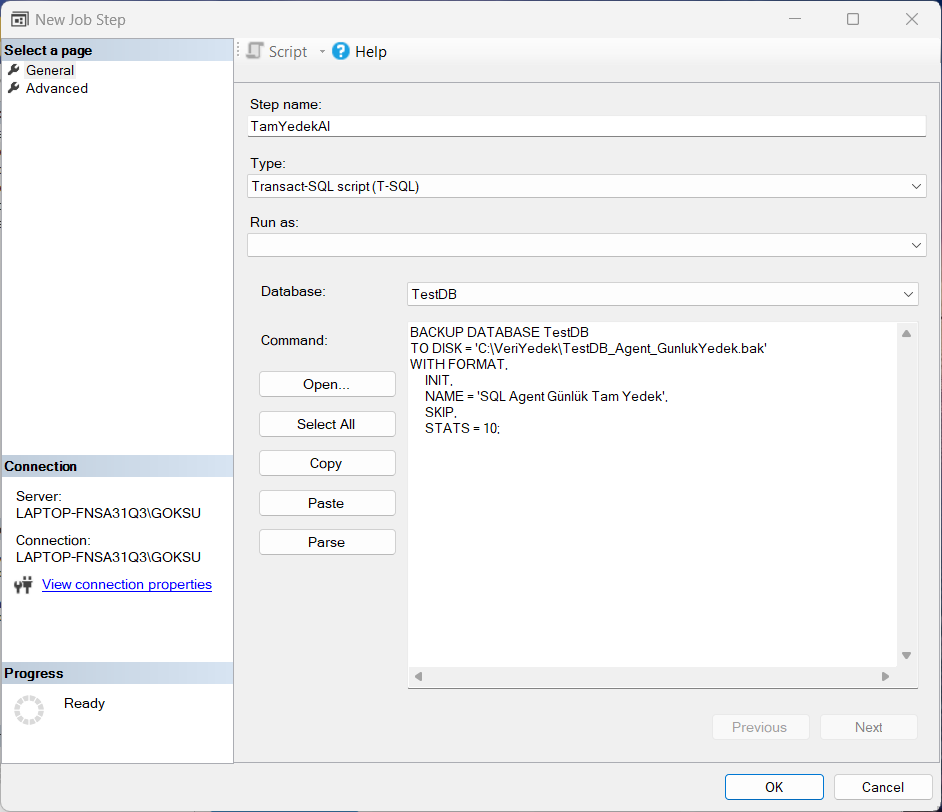 New Job Step
Select a page
General
Advanced
Script
Help
Step name:
TamYedekAl
Type:
Transact-SQL script (T-SQL)
Run as:
Database:
TestDB
Command:
BACKUP DATABASE TestDB
TO DISK = 'C:\VeriYedek\TestDB_Agent_GunlukYedek.bak'
WITH FORMAT,
INIT,
NAME = 'SQL Agent Günlük Tam Yedek',
SKIP,
STATS = 10;
Open...
Select All
Copy
Paste
Parse
Connection
Server:
LAPTOP-FNSA31Q3\GOKSU
Connection:
LAPTOP-FNSA31Q3\GOKSU
View connection properties
Progress
Ready
Previous
Next
OK
Cancel